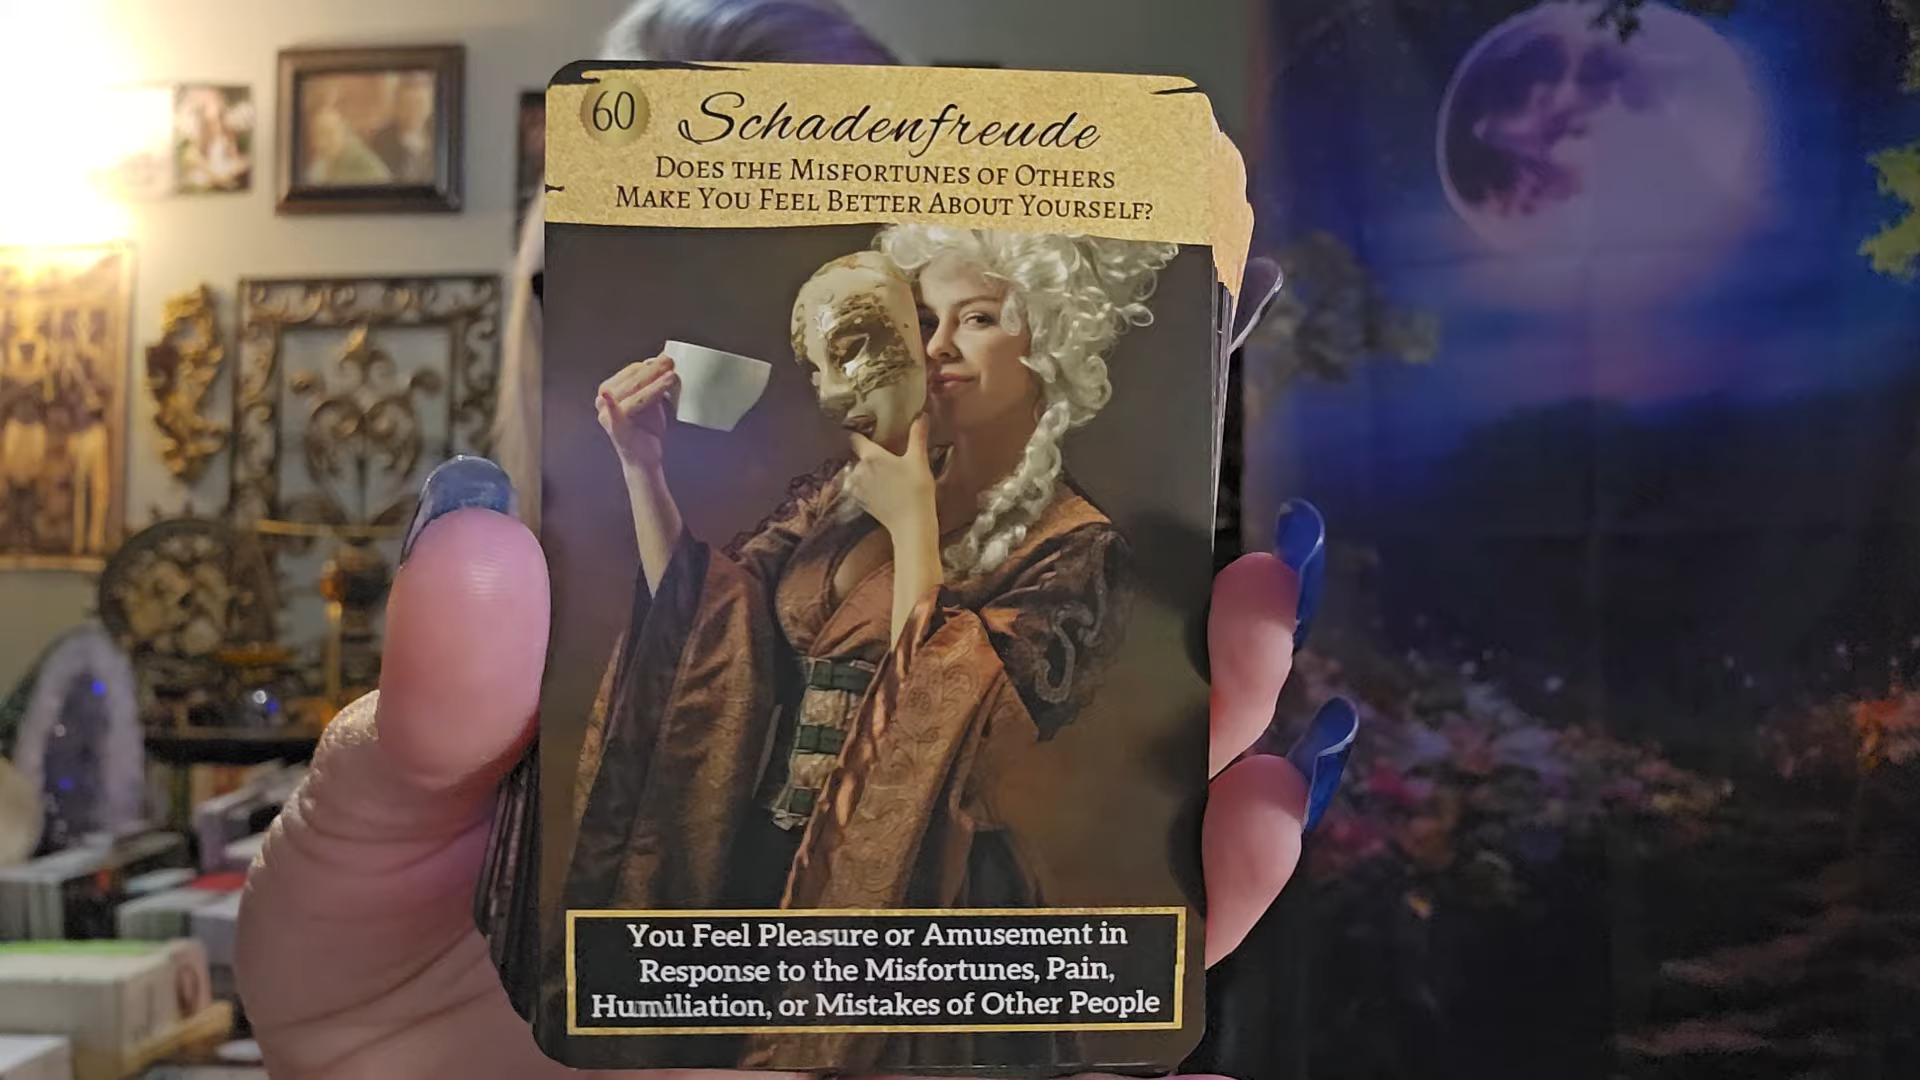 60
Schadenfreude
Does the Misfortunes of Others
Make You Feel Better About Yourself?
You Feel Pleasure or Amusement in
Response to the Misfortunes, Pain,
Humiliation, or Mistakes of Other People